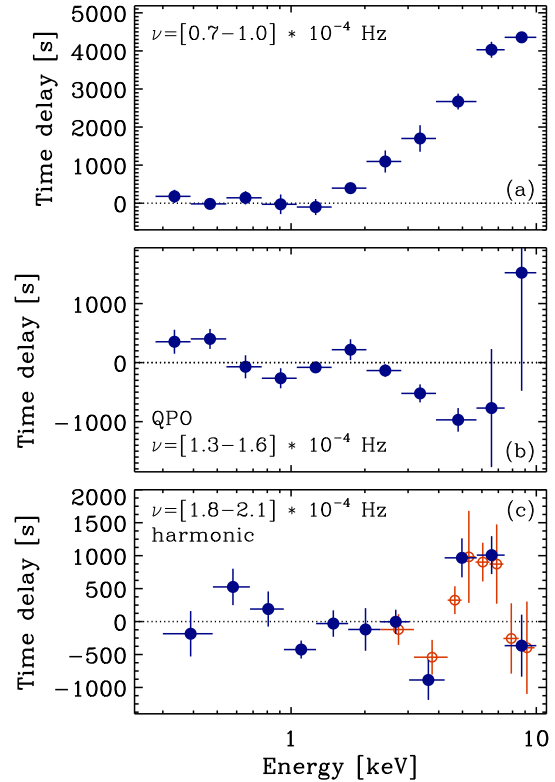 5000
4000
3000
2000
1000
0
Time delay [s]
ν=[0.7−1.0] * 10⁻⁴ Hz
(a)
1000
0
−1000
Time delay [s]
QPO
ν=[1.3−1.6] * 10⁻⁴ Hz
(b)
2000
1500
1000
500
0
−500
−1000
Time delay [s]
ν=[1.8−2.1] * 10⁻⁴ Hz
(c)
harmonic
1
10
Energy [keV]